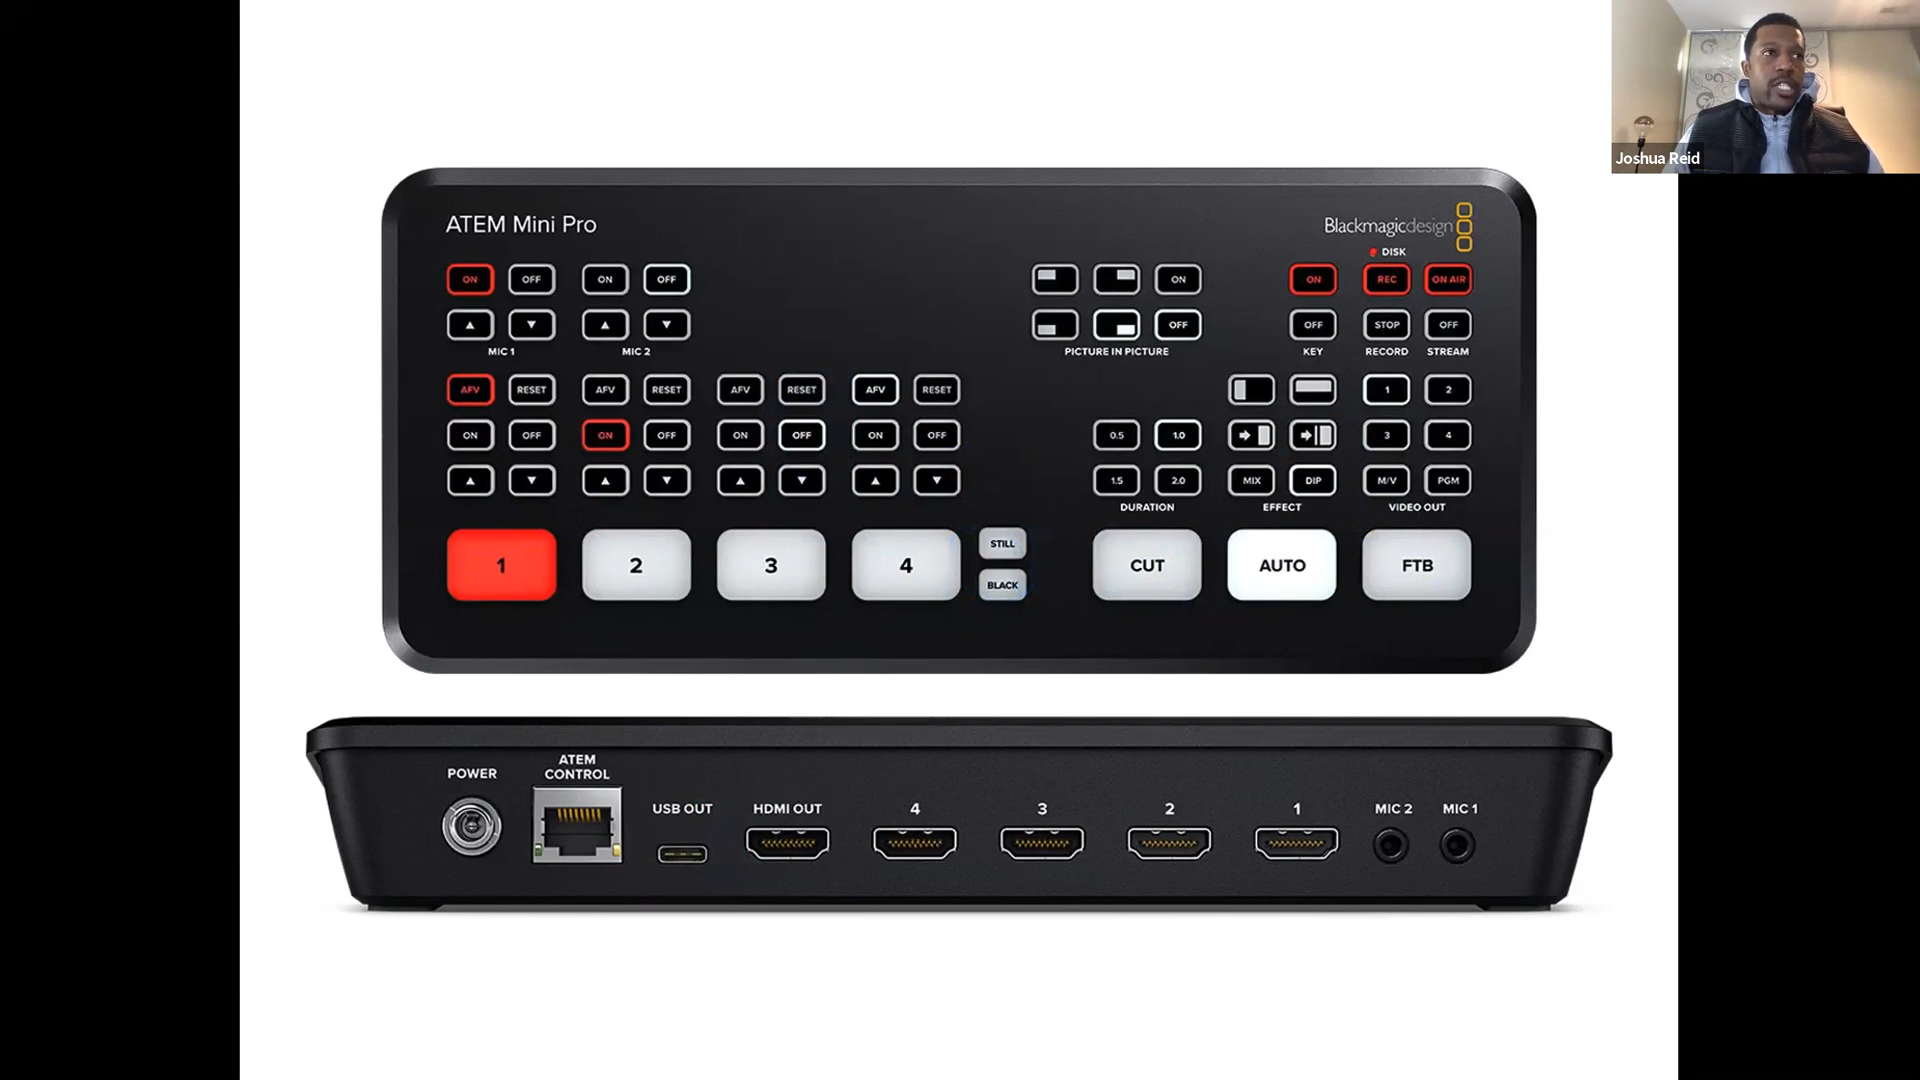 Joshua Reid
ATEM Mini Pro
Blackmagicdesign
DISK
ON OFF ON OFF ON ON REC ON AIR
OFF OFF STOP OFF
MIC 1 MIC 2 PICTURE IN PICTURE KEY RECORD STREAM
AFV RESET AFV RESET AFV RESET AFV RESET 1 2
ON OFF ON OFF ON OFF ON OFF 0.5 1.0 3 4
1.5 2.0 MIX DIP M/V PGM
DURATION EFFECT VIDEO OUT
1 2 3 4 STILL BLACK CUT AUTO FTB
POWER ATEM CONTROL USB OUT HDMI OUT 4 3 2 1 MIC 2 MIC 1